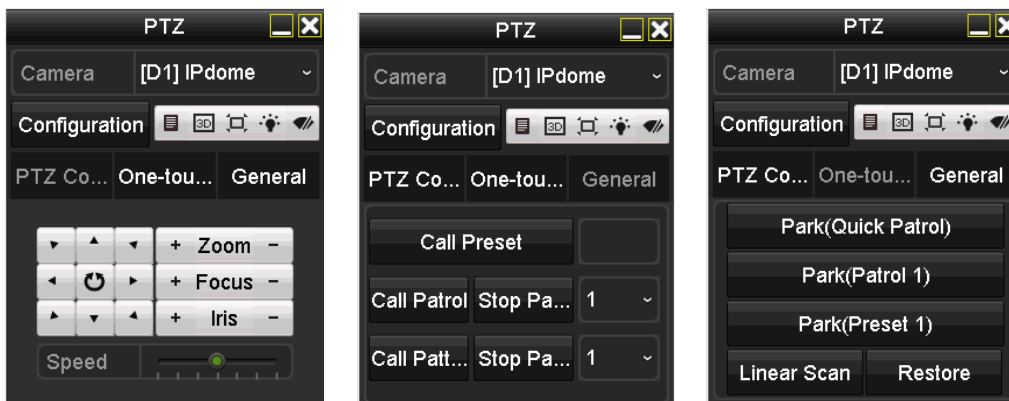 PTZ
Camera [D1] IPdome
Configuration 3D
PTZ Co... One-tou... General
+ Zoom -
+ Focus -
+ Iris -
Speed
PTZ
Camera [D1] IPdome
Configuration 3D
PTZ Co... One-tou... General
Call Preset
Call Patrol Stop Pa... 1
Call Patt... Stop Pa... 1
PTZ
Camera [D1] IPdome
Configuration 3D
PTZ Co... One-tou... General
Park(Quick Patrol)
Park(Patrol 1)
Park(Preset 1)
Linear Scan Restore